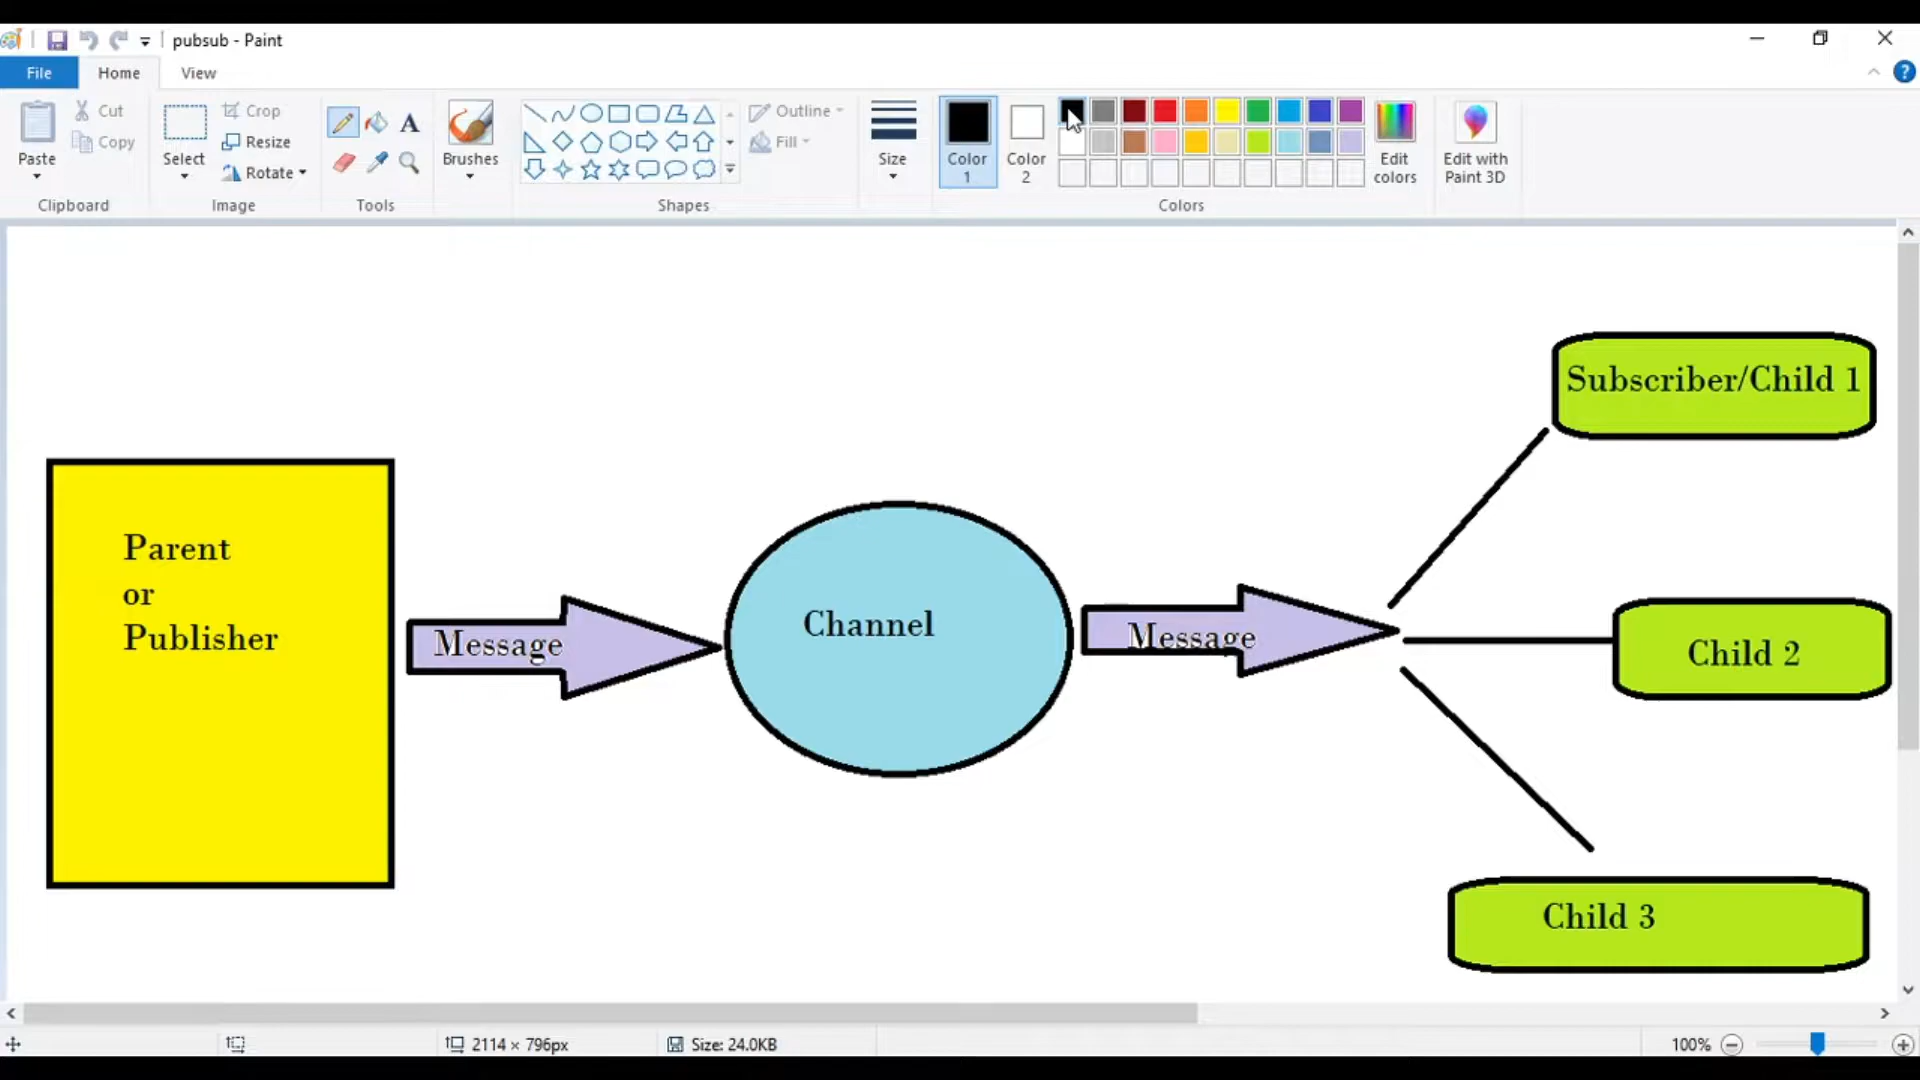 pubsub - Paint
File
Home
View
Paste
Cut
Copy
Clipboard
Select
Crop
Resize
Rotate
Image
A
Tools
Brushes
Shapes
Outline
Fill
Size
Color
1
Color
2
Colors
Edit
colors
Edit with
Paint 3D
?
Subscriber/Child 1
Parent
or
Publisher
Message
Channel
Message
Child 2
Child 3
2114 × 796px
Size: 24.0KB
100%